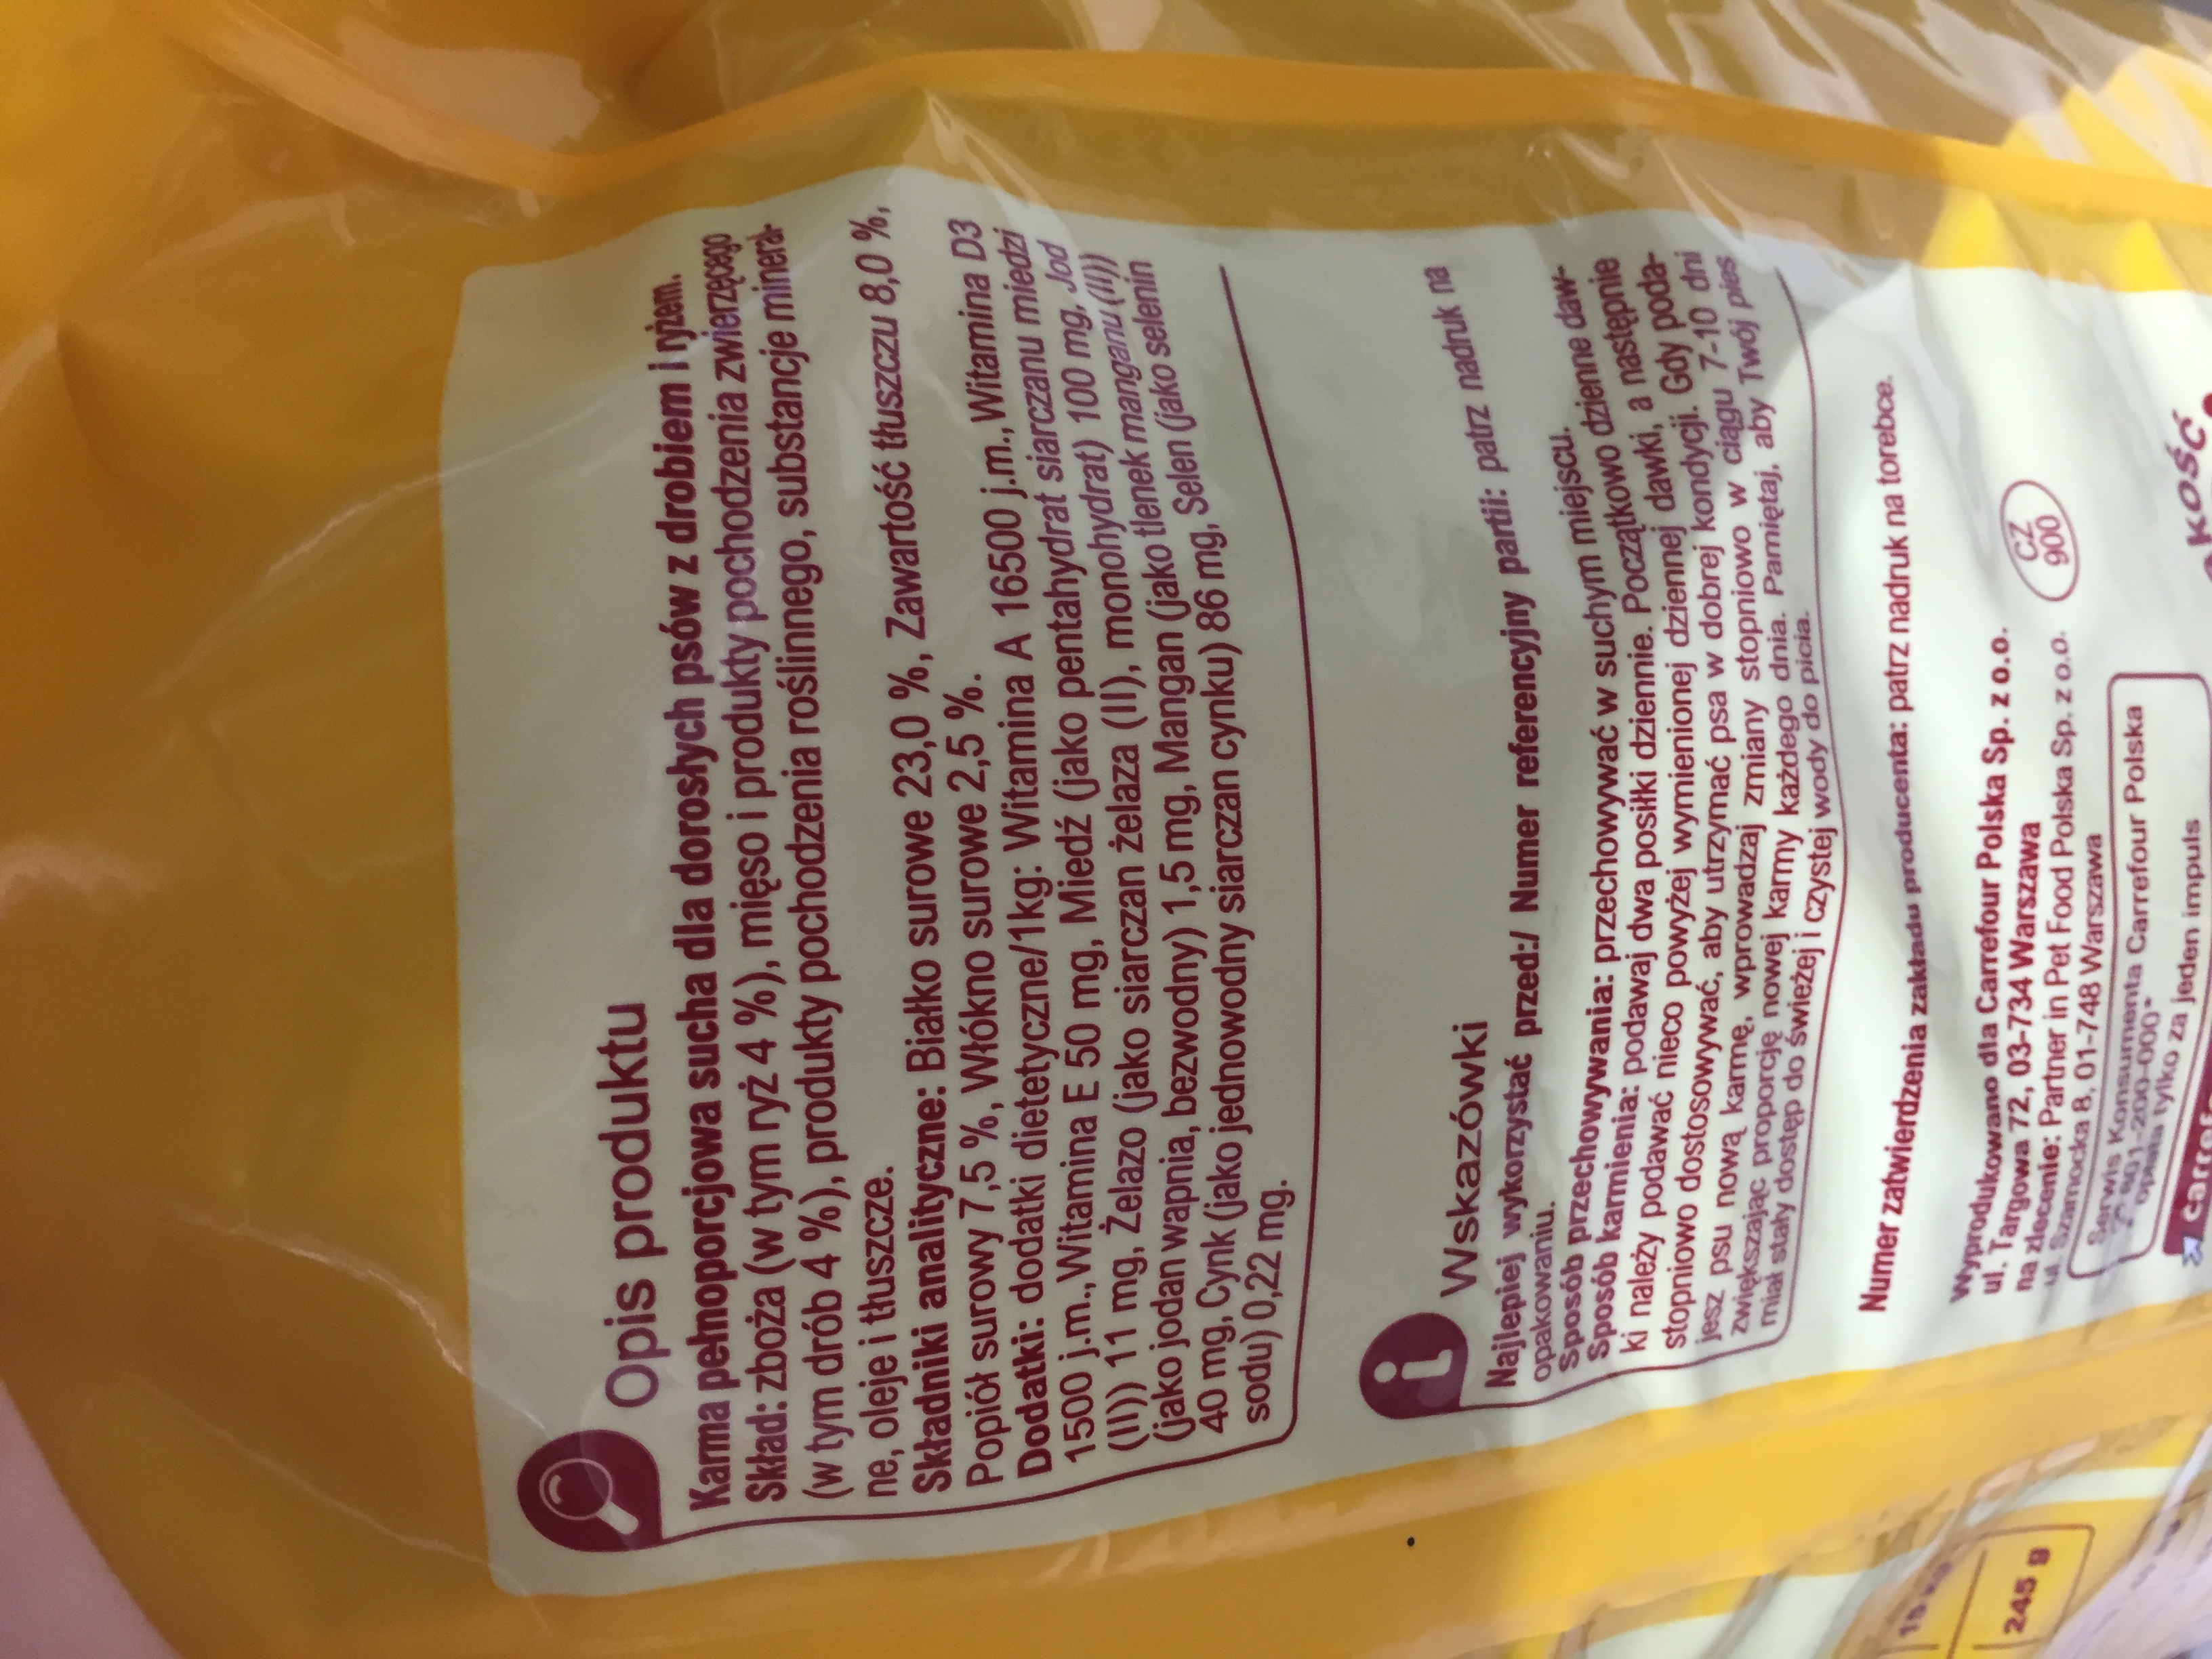 Opis produktu
Karma pełnoporcjowa sucha dla dorosłych psów z drobiem i ryżem.
Skład: zboża (w tym ryż 4 %), mięso i produkty pochodzenia zwierzęcego
(w tym drób 4 %), produkty pochodzenia roślinnego, substancje mineral-
ne, oleje i tłuszcze.
Składniki analityczne: Białko surowe 23,0 %, Zawartość tłuszczu 8,0 %,
Popiół surowy 7,5 %, Włókno surowe 2,5 %.
Dodatki: dodatki dietetyczne/1kg: Witamina A 16500 j.m., Witamina D3
1500 j.m., Witamina E 50 mg, Miedź (jako pentahydrat siarczanu miedzi
(II)) 11 mg, Żelazo (jako siarczan żelaza (II), monohydrat) 100 mg, Jod
(jako jodan wapnia, bezwodny) 1,5 mg, Mangan (jako tlenek manganu (II))
40 mg, Cynk (jako jednowodny siarczan cynku) 86 mg, Selen (jako selenin
sodu) 0,22 mg.
Wskazówki
Najlepiej wykorzystać przed:/ Numer referencyjny partii: patrz nadruk na
opakowaniu.
Sposób przechowywania: przechowywać w suchym miejscu.
Sposób karmienia: podawaj dwa posiłki dziennie. Początkowo dzienne daw-
ki należy podawać nieco powyżej wymienionej dziennej dawki, a następnie
stopniowo dostosowywać, aby utrzymać psa w dobrej kondycji. Gdy poda-
jesz psu nową karmę, wprowadzaj zmiany stopniowo w ciągu 7-10 dni
zwiększając proporcję nowej karmy każdego dnia. Pamiętaj, aby Twój pies
miał stały dostęp do świeżej i czystej wody do picia.
Numer zatwierdzenia zakładu producenta: patrz nadruk na torebce.
Wyprodukowano dla Carrefour Polska Sp. z o.o.
ul. Targowa 72, 03-734 Warszawa
na zlecenie: Partner in Pet Food Polska Sp. z o.o.
ul. Szamocka 8, 01-748 Warszawa
CZ
900
Serwis Konsumenta Carrefour Polska
801-200-000*
* opłata tylko za jeden impuls
245 g